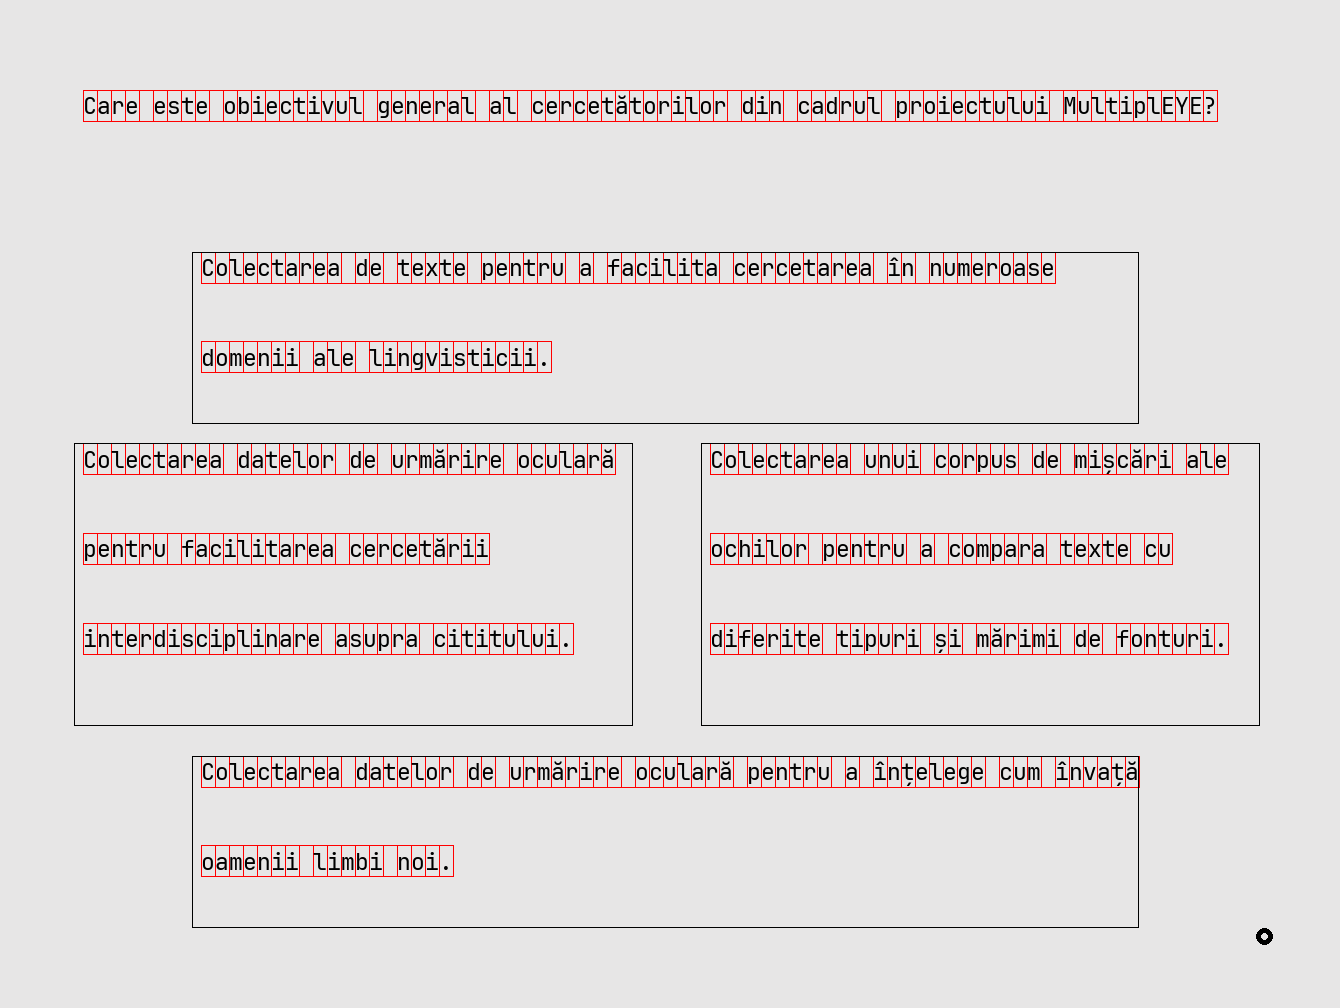 Care este obiectivul general al cercetătorilor din cadrul proiectului MultiplEYE?
Colectarea de texte pentru a facilita cercetarea în numeroase
domenii ale lingvisticii.
Colectarea datelor de urmărire oculară
pentru facilitarea cercetării
interdisciplinare asupra cititului.
Colectarea unui corpus de mișcări ale
ochilor pentru a compara texte cu
diferite tipuri și mărimi de fonturi.
Colectarea datelor de urmărire oculară pentru a înțelege cum învață
oamenii limbi noi.